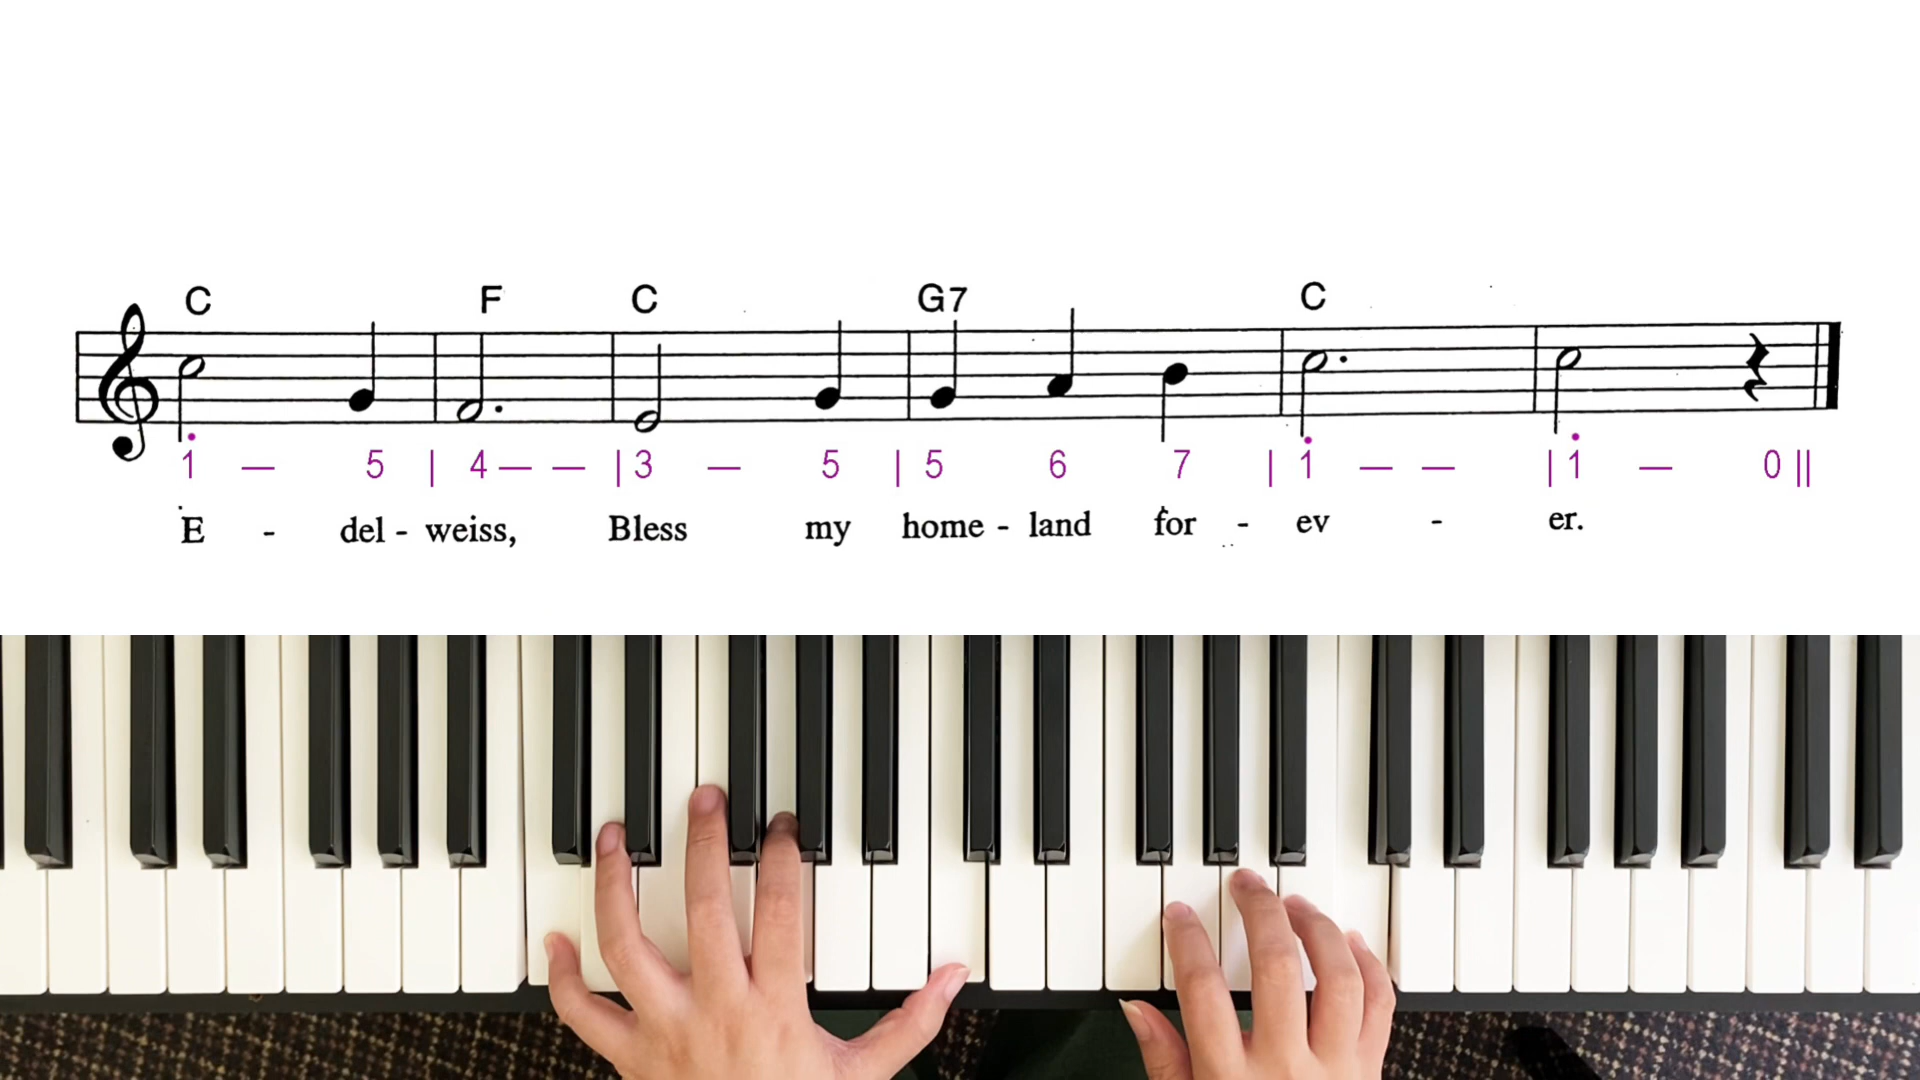 C F C G7 C
1 — 5 | 4 — — | 3 — 5 | 5 6 7 | 1 — — | 1 — 0 ||
E - del - weiss, Bless my home - land for - ev - er.